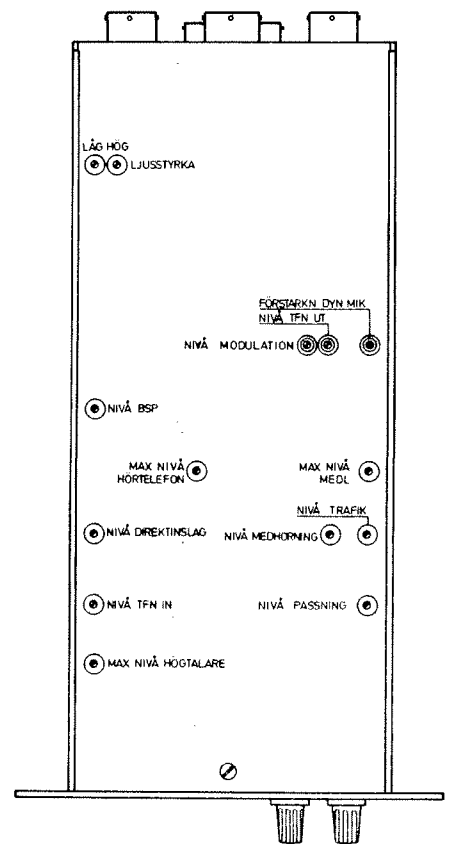 LÅG HÖG
LJUSSTYRKA
FÖRSTÄRKN DYN MIK
NIVÅ TFN UT
NIVÅ MODULATION
NIVÅ BSP
MAX NIVÅ
HÖRTELEFON
MAX NIVÅ
MEDL
NIVÅ TRAFIK
NIVÅ DIREKTINSLAG
NIVÅ MEDHÖRNING
NIVÅ TFN IN
NIVÅ PASSNING
MAX NIVÅ HÖGTALARE